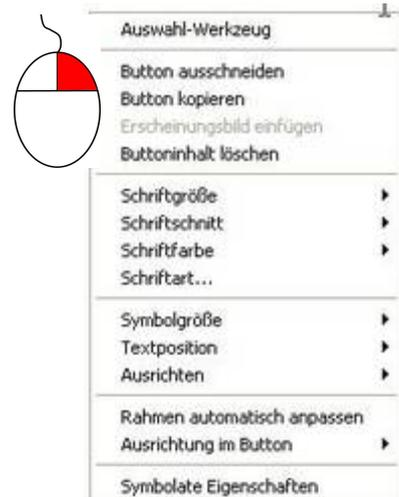 Auswahl-Werkzeug
Button ausschneiden
Button kopieren
Erscheinungsbild einfügen
Buttoninhalt löschen
Schriftgröße
Schriftschnitt
Schriftfarbe
Schriftart...
Symbolgröße
Textposition
Ausrichten
Rahmen automatisch anpassen
Ausrichtung im Button
Symbolate Eigenschaften